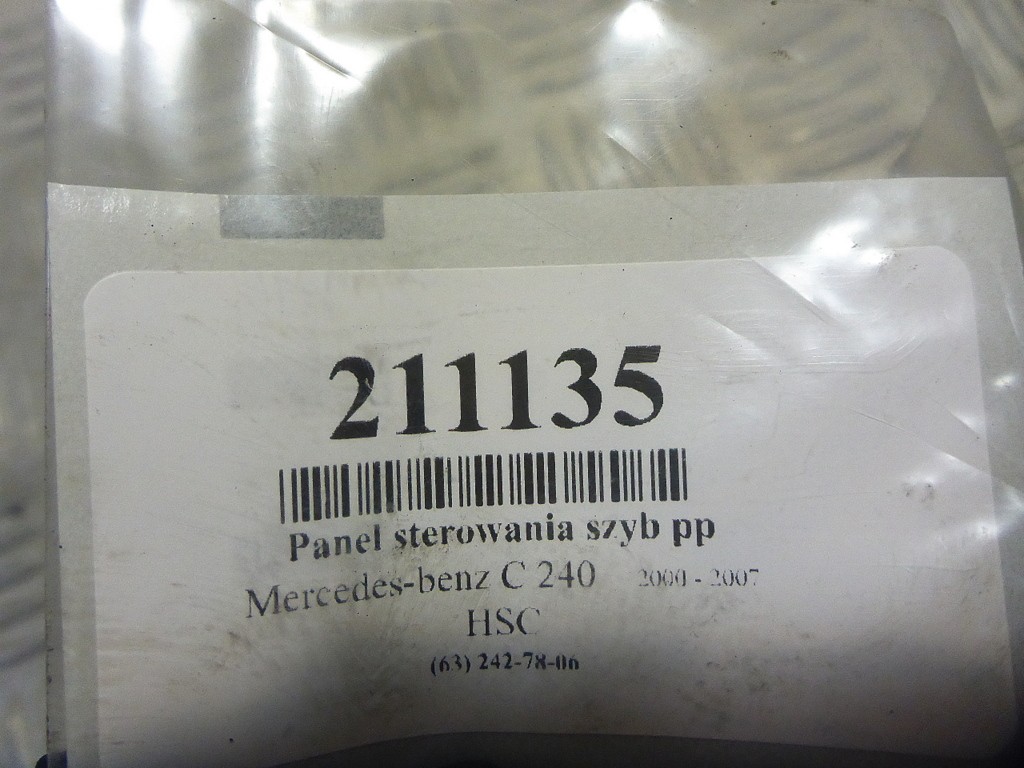 211135
Panel sterowania szyb pp
Mercedes-benz C 240 2000 - 2007
HSC
(63) 242-78-06